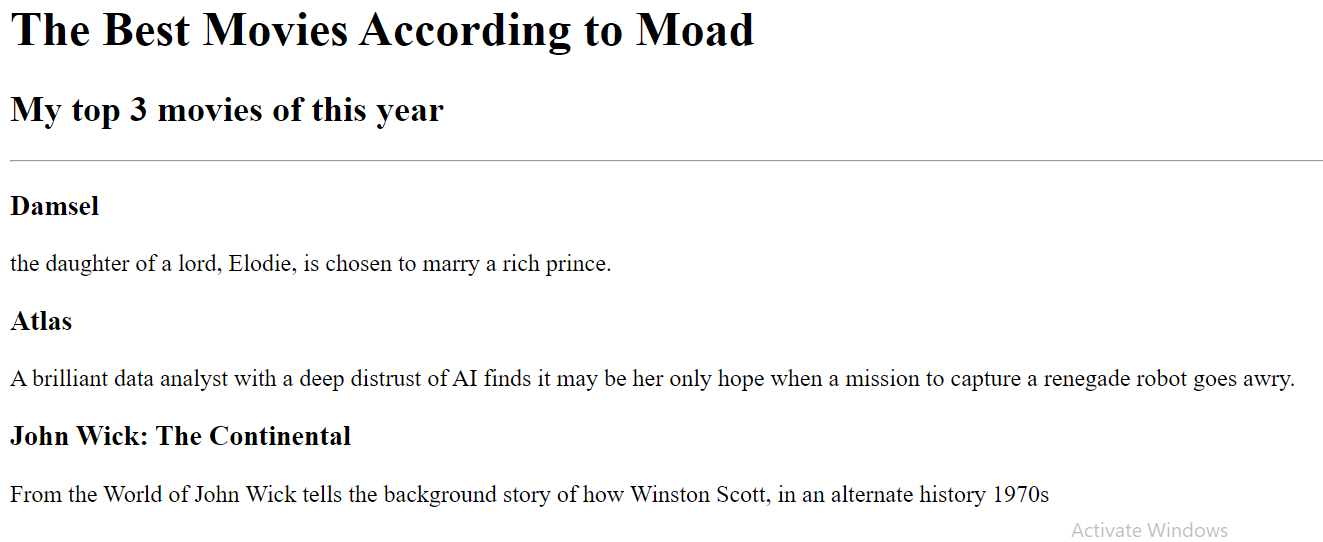 The Best Movies According to Moad
My top 3 movies of this year
Damsel
the daughter of a lord, Elodie, is chosen to marry a rich prince.
Atlas
A brilliant data analyst with a deep distrust of AI finds it may be her only hope when a mission to capture a renegade robot goes awry.
John Wick: The Continental
From the World of John Wick tells the background story of how Winston Scott, in an alternate history 1970s
Activate Windows